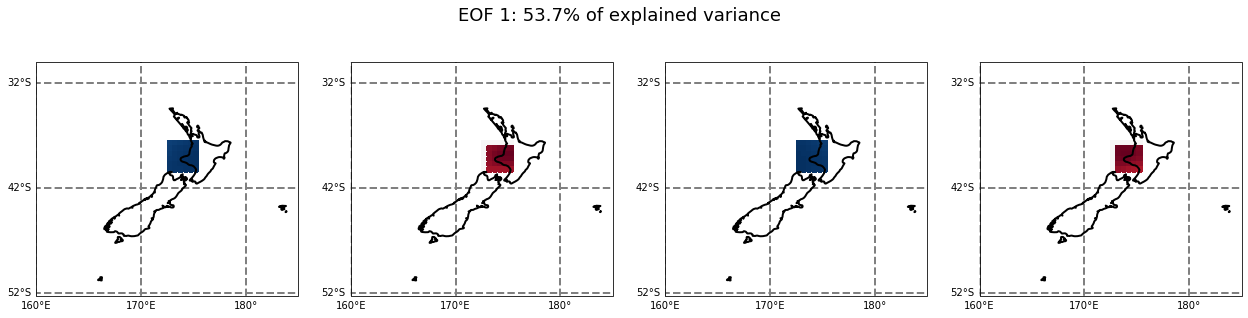 EOF 1: 53.7% of explained variance
32°S 32°S 32°S 32°S
42°S 42°S 42°S 42°S
52°S 52°S 52°S 52°S
160°E 170°E 180° 160°E 170°E 180° 160°E 170°E 180° 160°E 170°E 180°